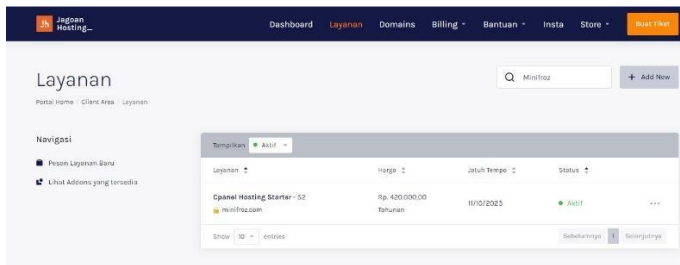 Jagoan
Hosting_
Dashboard Layanan Domains Billing Bantuan Insta Store Buat Tiket
Layanan
Portal Home Client Area Layanan
Minifroz
+ Add New
Navigasi
Pesan Layanan Baru
Lihat Addons yang tersedia
Tampilkan Aktif
Layanan Harga Jatuh Tempo Status
Cpanel Hosting Starter - S2
minifroz.com
Rp. 420.000,00
Tahunan
11/10/2023
Aktif
Show 10 entries
Sebelumnya 1 Selanjutnya